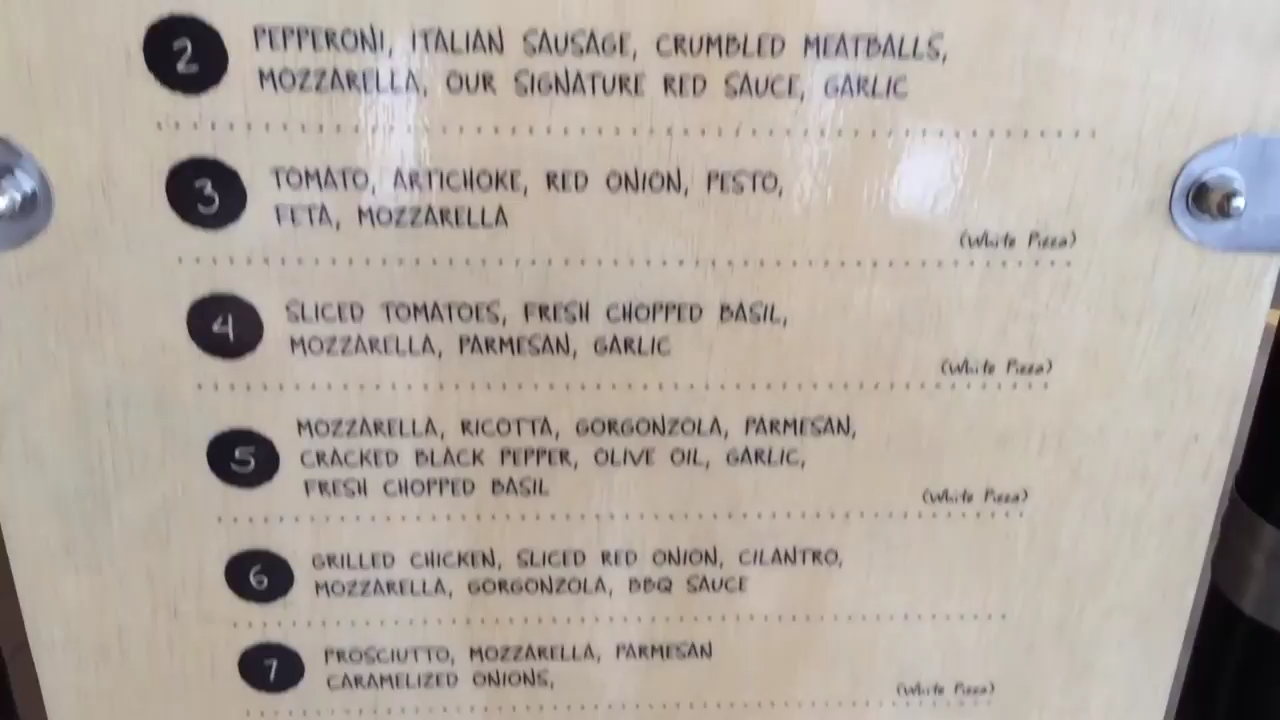 2 PEPPERONI, ITALIAN SAUSAGE, CRUMBLED MEATBALLS,
MOZZARELLA, OUR SIGNATURE RED SAUCE, GARLIC
3 TOMATO, ARTICHOKE, RED ONION, PESTO,
FETA, MOZZARELLA
(White Pizza)
4 SLICED TOMATOES, FRESH CHOPPED BASIL,
MOZZARELLA, PARMESAN, GARLIC
(White Pizza)
5 MOZZARELLA, RICOTTA, GORGONZOLA, PARMESAN,
CRACKED BLACK PEPPER, OLIVE OIL, GARLIC,
FRESH CHOPPED BASIL
(White Pizza)
6 GRILLED CHICKEN, SLICED RED ONION, CILANTRO,
MOZZARELLA, GORGONZOLA, BBQ SAUCE
7 PROSCIUTTO, MOZZARELLA, PARMESAN
CARAMELIZED ONIONS,
(White Pizza)